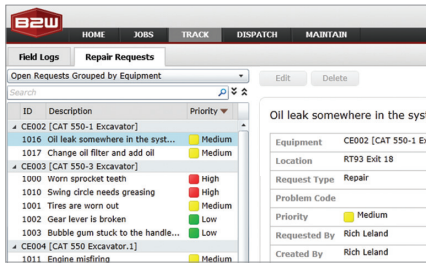 B2W
HOME JOBS TRACK DISPATCH MAINTAIN
Field Logs Repair Requests
Open Requests Grouped by Equipment
Edit Delete
Search
ID Description Priority
CE002 [CAT 550-1 Excavator]
1016 Oil leak somewhere in the syst... Medium
1017 Change oil filter and add oil Medium
CE003 [CAT 550-3 Excavator]
1000 Worn sprocket teeth High
1010 Swing circle needs greasing High
1001 Tires are worn out Medium
1002 Gear lever is broken Low
1003 Bubble gum stuck to the handle... Low
CE004 [CAT 550 Excavator.1]
1011 Engine misfiring Medium
Oil leak somewhere in the syst
Equipment CE002 [CAT 550-1 Ex
Location RT93 Exit 18
Request Type Repair
Problem Code
Priority Medium
Requested By Rich Leland
Created By Rich Leland